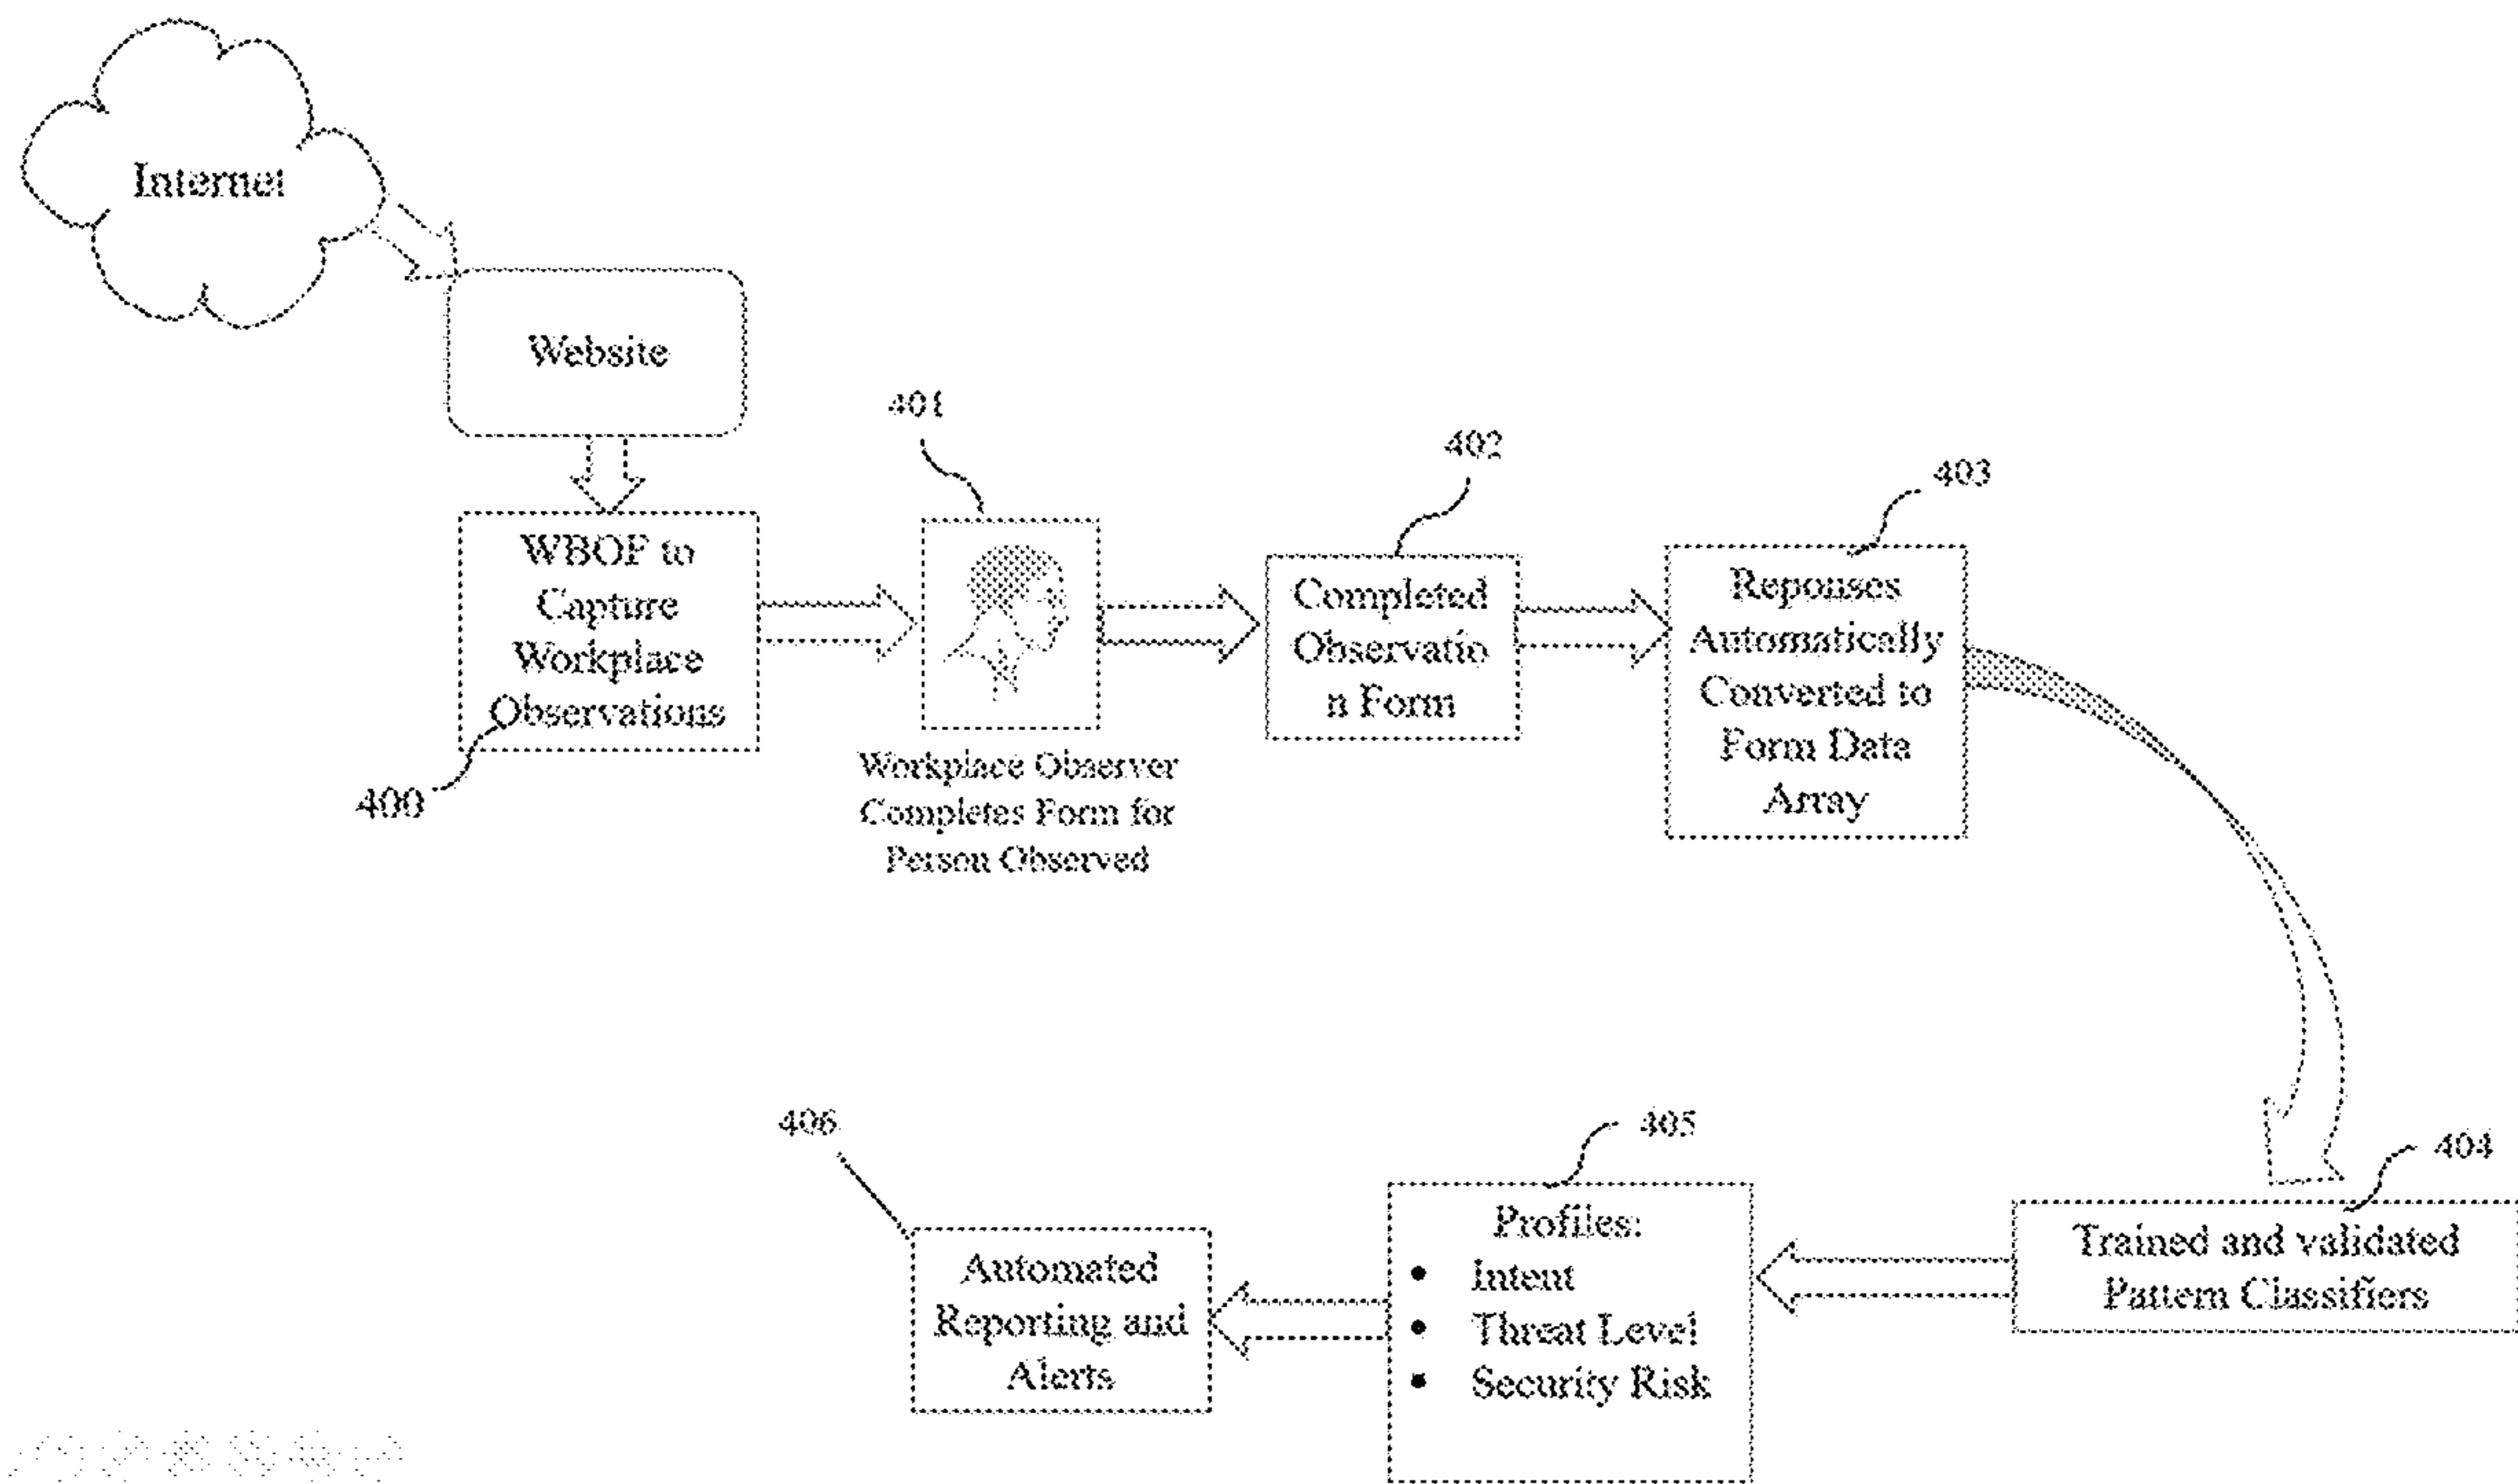 Internet
Website
401
402
403
WBOF to
Capture
Workplace
Observations
400
Workplace Observer
Completes Form for
Person Observed
Completed
Observatio
n Form
Reponses
Automatically
Converted to
Form Data
Array
404
Trained and validated
Pattern Classifiers
405
Profiles:
• Intent
• Threat Level
• Security Risk
406
Automated
Reporting and
Alerts